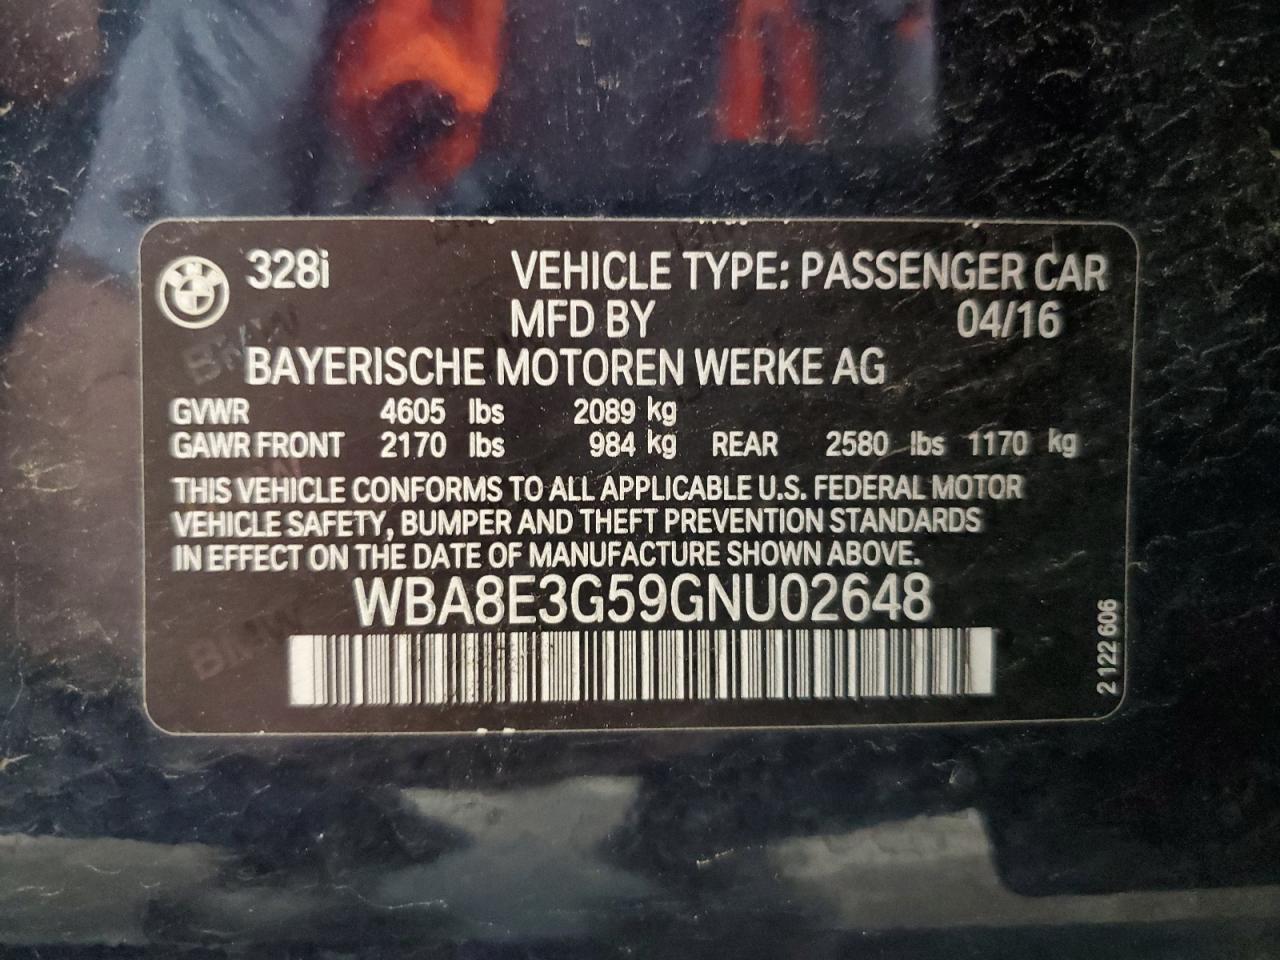 328i VEHICLE TYPE: PASSENGER CAR
MFD BY 04/16
BAYERISCHE MOTOREN WERKE AG
GVWR 4605 lbs 2089 kg
GAWR FRONT 2170 lbs 984 kg REAR 2580 lbs 1170 kg
THIS VEHICLE CONFORMS TO ALL APPLICABLE U.S. FEDERAL MOTOR
VEHICLE SAFETY, BUMPER AND THEFT PREVENTION STANDARDS
IN EFFECT ON THE DATE OF MANUFACTURE SHOWN ABOVE.
WBA8E3G59GNU02648
2 122 606
BMW
BMW
BMW